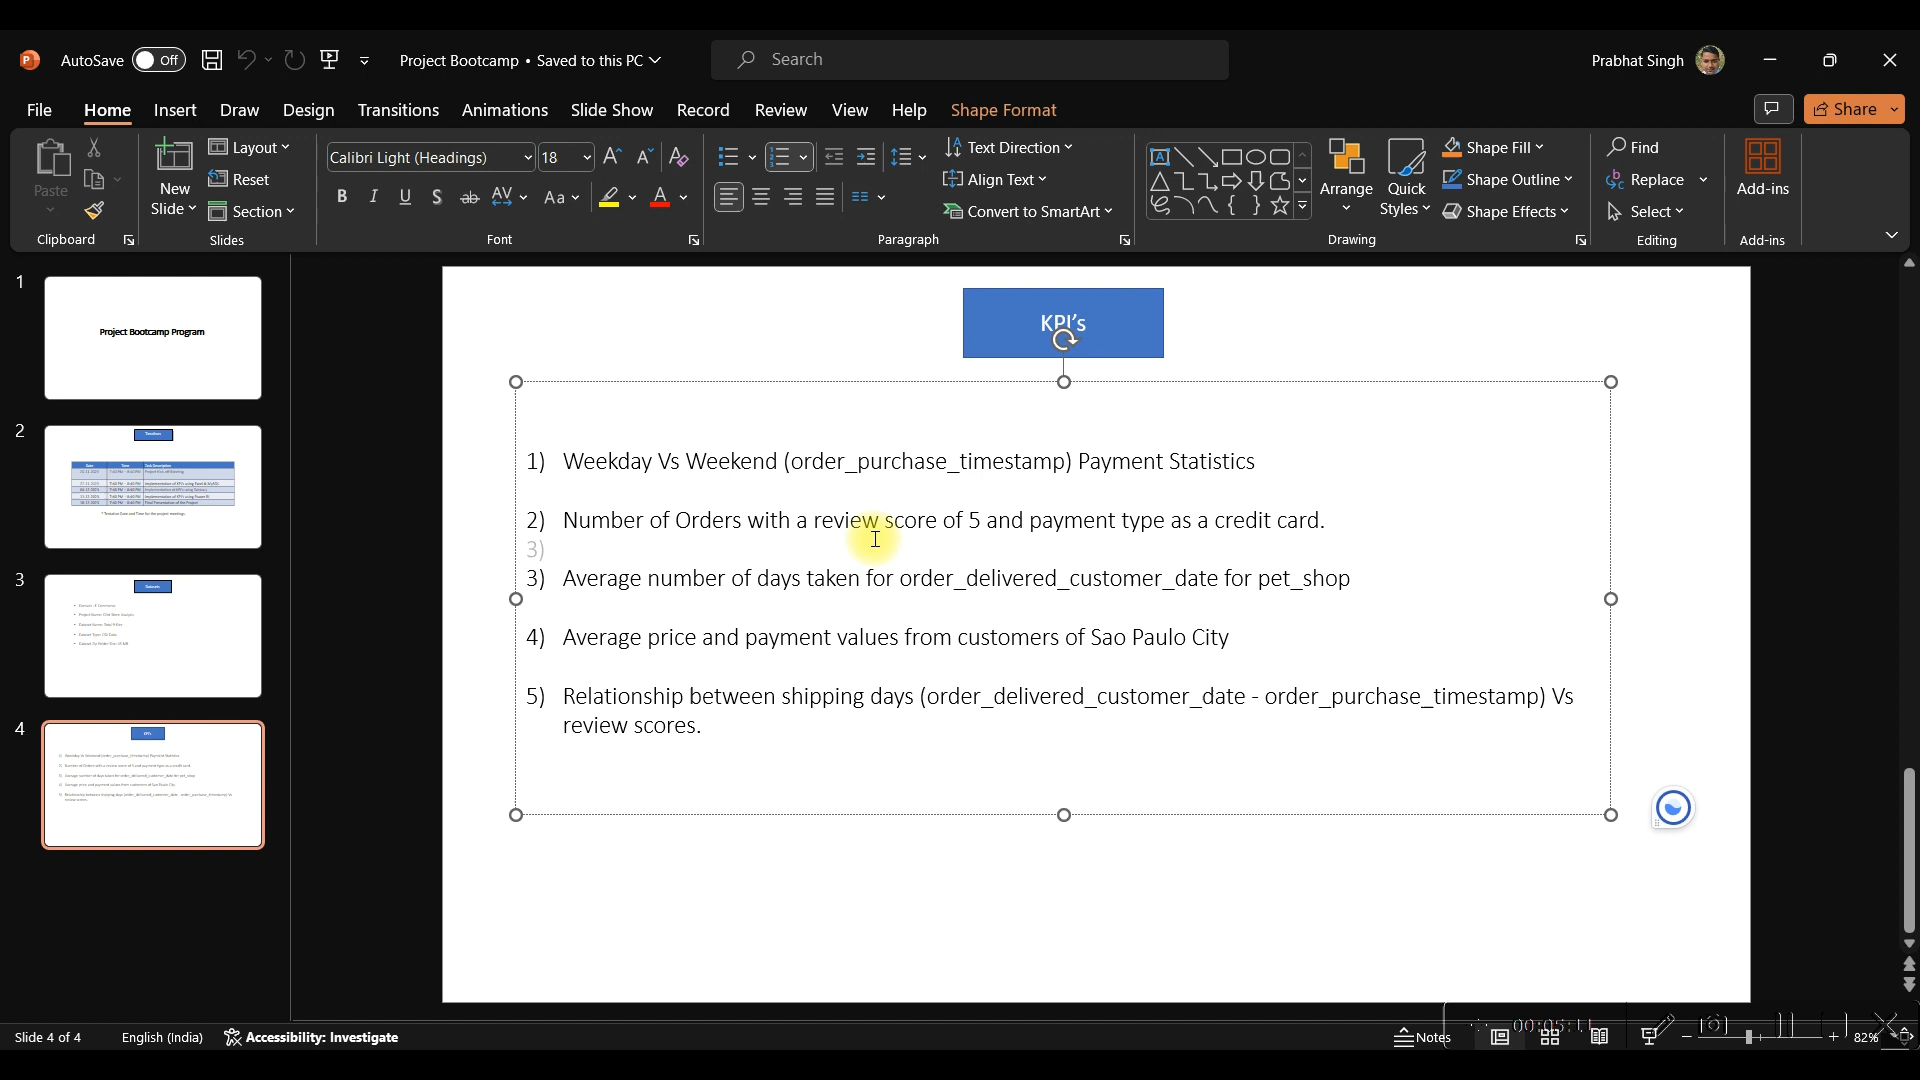 AutoSave Off Project Bootcamp • Saved to this PC Search Prabhat Singh
File Home Insert Draw Design Transitions Animations Slide Show Record Review View Help Shape Format Share
Paste
New Slide
Layout
Reset
Section
Calibri Light (Headings) 18
Text Direction
Align Text
Convert to SmartArt
Arrange
Quick Styles
Shape Fill
Shape Outline
Shape Effects
Find
Replace
Select
Add-ins
Clipboard Slides Font Paragraph Drawing Editing Add-ins
1
Project Bootcamp Program
2
3
4
KPI's
1) Weekday Vs Weekend (order_purchase_timestamp) Payment Statistics
2) Number of Orders with a review score of 5 and payment type as a credit card.
3)
3) Average number of days taken for order_delivered_customer_date for pet_shop
4) Average price and payment values from customers of Sao Paulo City
5) Relationship between shipping days (order_delivered_customer_date - order_purchase_timestamp) Vs
review scores.
Slide 4 of 4 English (India) Accessibility: Investigate Notes 82%